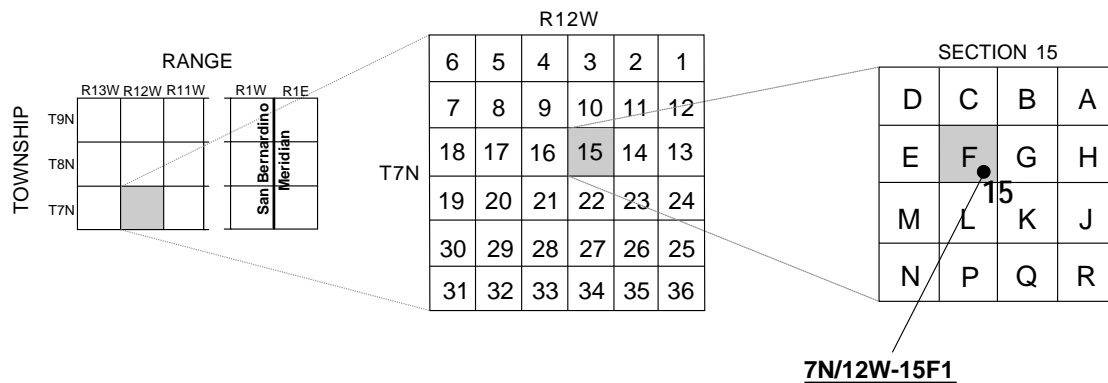 RANGE
R13W R12W R11W R1W R1E
TOWNSHIP
T9N
T8N
T7N
San Bernardino
Meridian
R12W
T7N
6 5 4 3 2 1
7 8 9 10 11 12
18 17 16 15 14 13
19 20 21 22 23 24
30 29 28 27 26 25
31 32 33 34 35 36
SECTION 15
D C B A
E F G H
15
M L K J
N P Q R
7N/12W-15F1